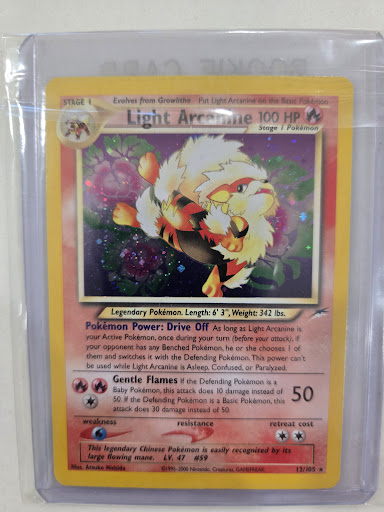 ROOKIE CARD
STAGE 1 Evolves from Growlithe Put Light Arcanine on the Basic Pokémon
Light Arcanine 100 HP
Stage 1 Pokémon
Legendary Pokémon. Length: 6' 3", Weight: 342 lbs.
Pokémon Power: Drive Off As long as Light Arcanine is
your Active Pokémon, once during your turn (before your attack), if
your opponent has any Benched Pokémon, he or she chooses 1 of
them and switches it with the Defending Pokémon. This power can't
be used while Light Arcanine is Asleep, Confused, or Paralyzed.
Gentle Flames If the Defending Pokémon is a
Baby Pokémon, this attack does 10 damage instead of
50. If the Defending Pokémon is a Basic Pokémon, this
attack does 30 damage instead of 50.
50
weakness resistance retreat cost
This legendary Chinese Pokémon is easily recognized by its
large flowing mane. LV. 47 #59
Illus. Atsuko Nishida
12/105